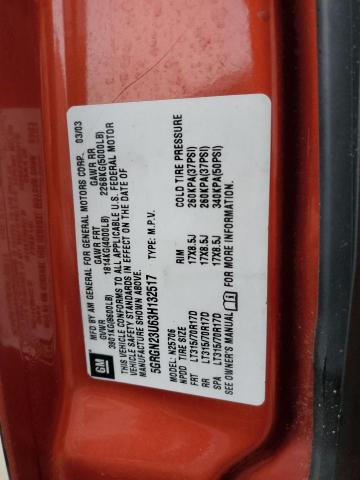 GM
MFD BY AM GENERAL FOR GENERAL MOTORS CORP. 03/03
GVWR GAWR FRT GAWR RR
3901KG(8600LB) 1814KG(4000LB) 2268KG(5000LB)
THIS VEHICLE CONFORMS TO ALL APPLICABLE U.S. FEDERAL MOTOR
VEHICLE SAFETY STANDARDS IN EFFECT ON THE DATE OF
MANUFACTURE SHOWN ABOVE.
5GRGN23U63H132517 TYPE: M.P.V.
MODEL: N25706
NPOD TIRE SIZE RIM COLD TIRE PRESSURE
FRT LT315/70R17D 17X8.5J 260KPA(37PSI)
RR LT315/70R17D 17X8.5J 260KPA(37PSI)
SPA LT315/70R17D 17X8.5J 340KPA(50PSI)
SEE OWNER'S MANUAL FOR MORE INFORMATION.